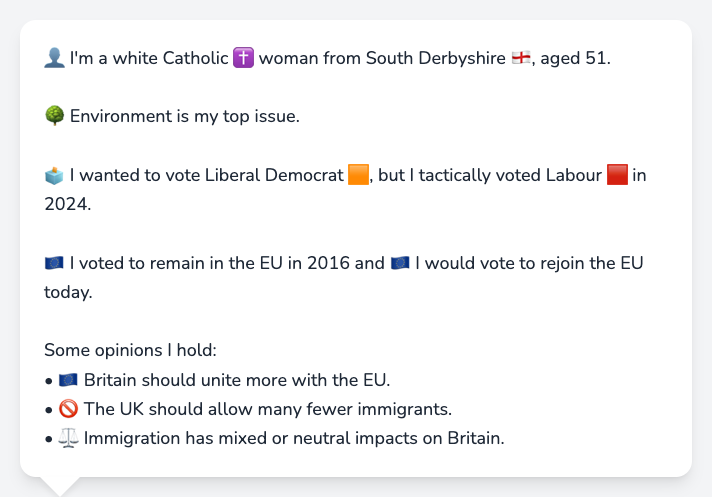 👤 I'm a white Catholic ✝️ woman from South Derbyshire 🏴󠁧󠁢󠁥󠁮󠁧󠁿, aged 51.
🌳 Environment is my top issue.
🗳️ I wanted to vote Liberal Democrat 🟧, but I tactically voted Labour 🟥 in
2024.
🇪🇺 I voted to remain in the EU in 2016 and 🇪🇺 I would vote to rejoin the EU
today.
Some opinions I hold:
• 🇪🇺 Britain should unite more with the EU.
• 🚫 The UK should allow many fewer immigrants.
• ⚖️ Immigration has mixed or neutral impacts on Britain.